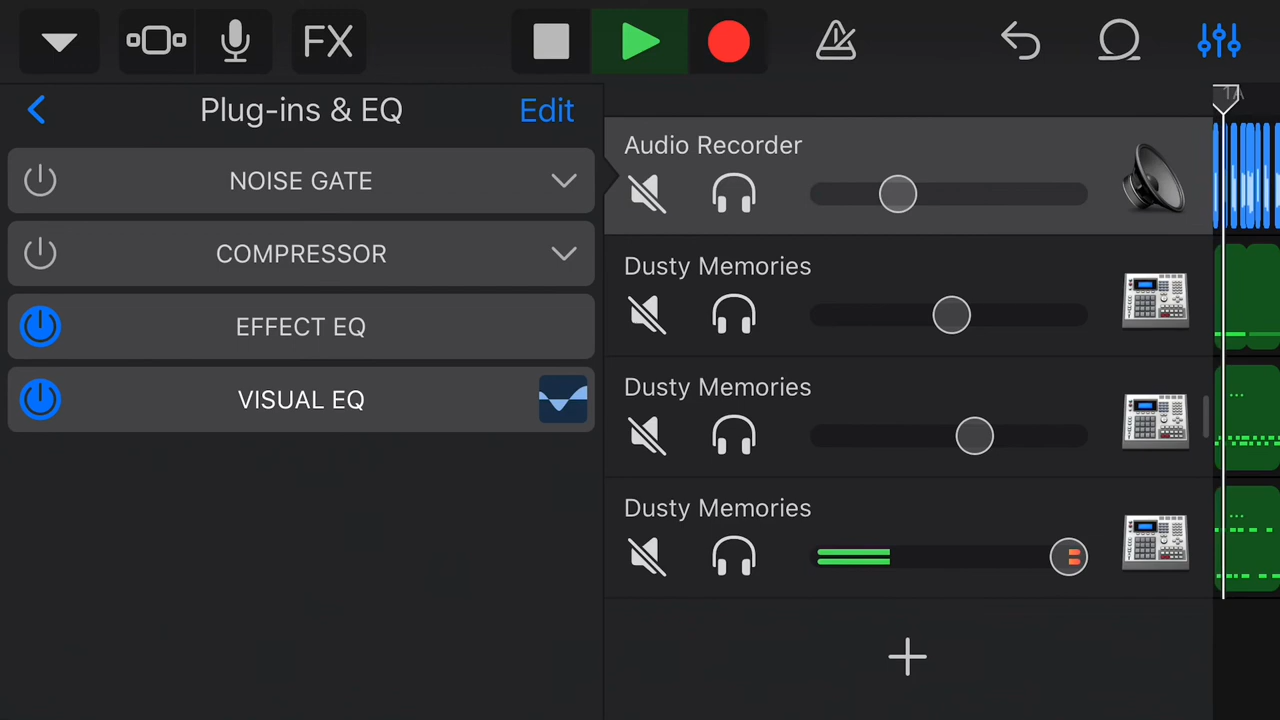 FX
Plug-ins & EQ
Edit
NOISE GATE
COMPRESSOR
EFFECT EQ
VISUAL EQ
Audio Recorder
Dusty Memories
Dusty Memories
Dusty Memories
...
...